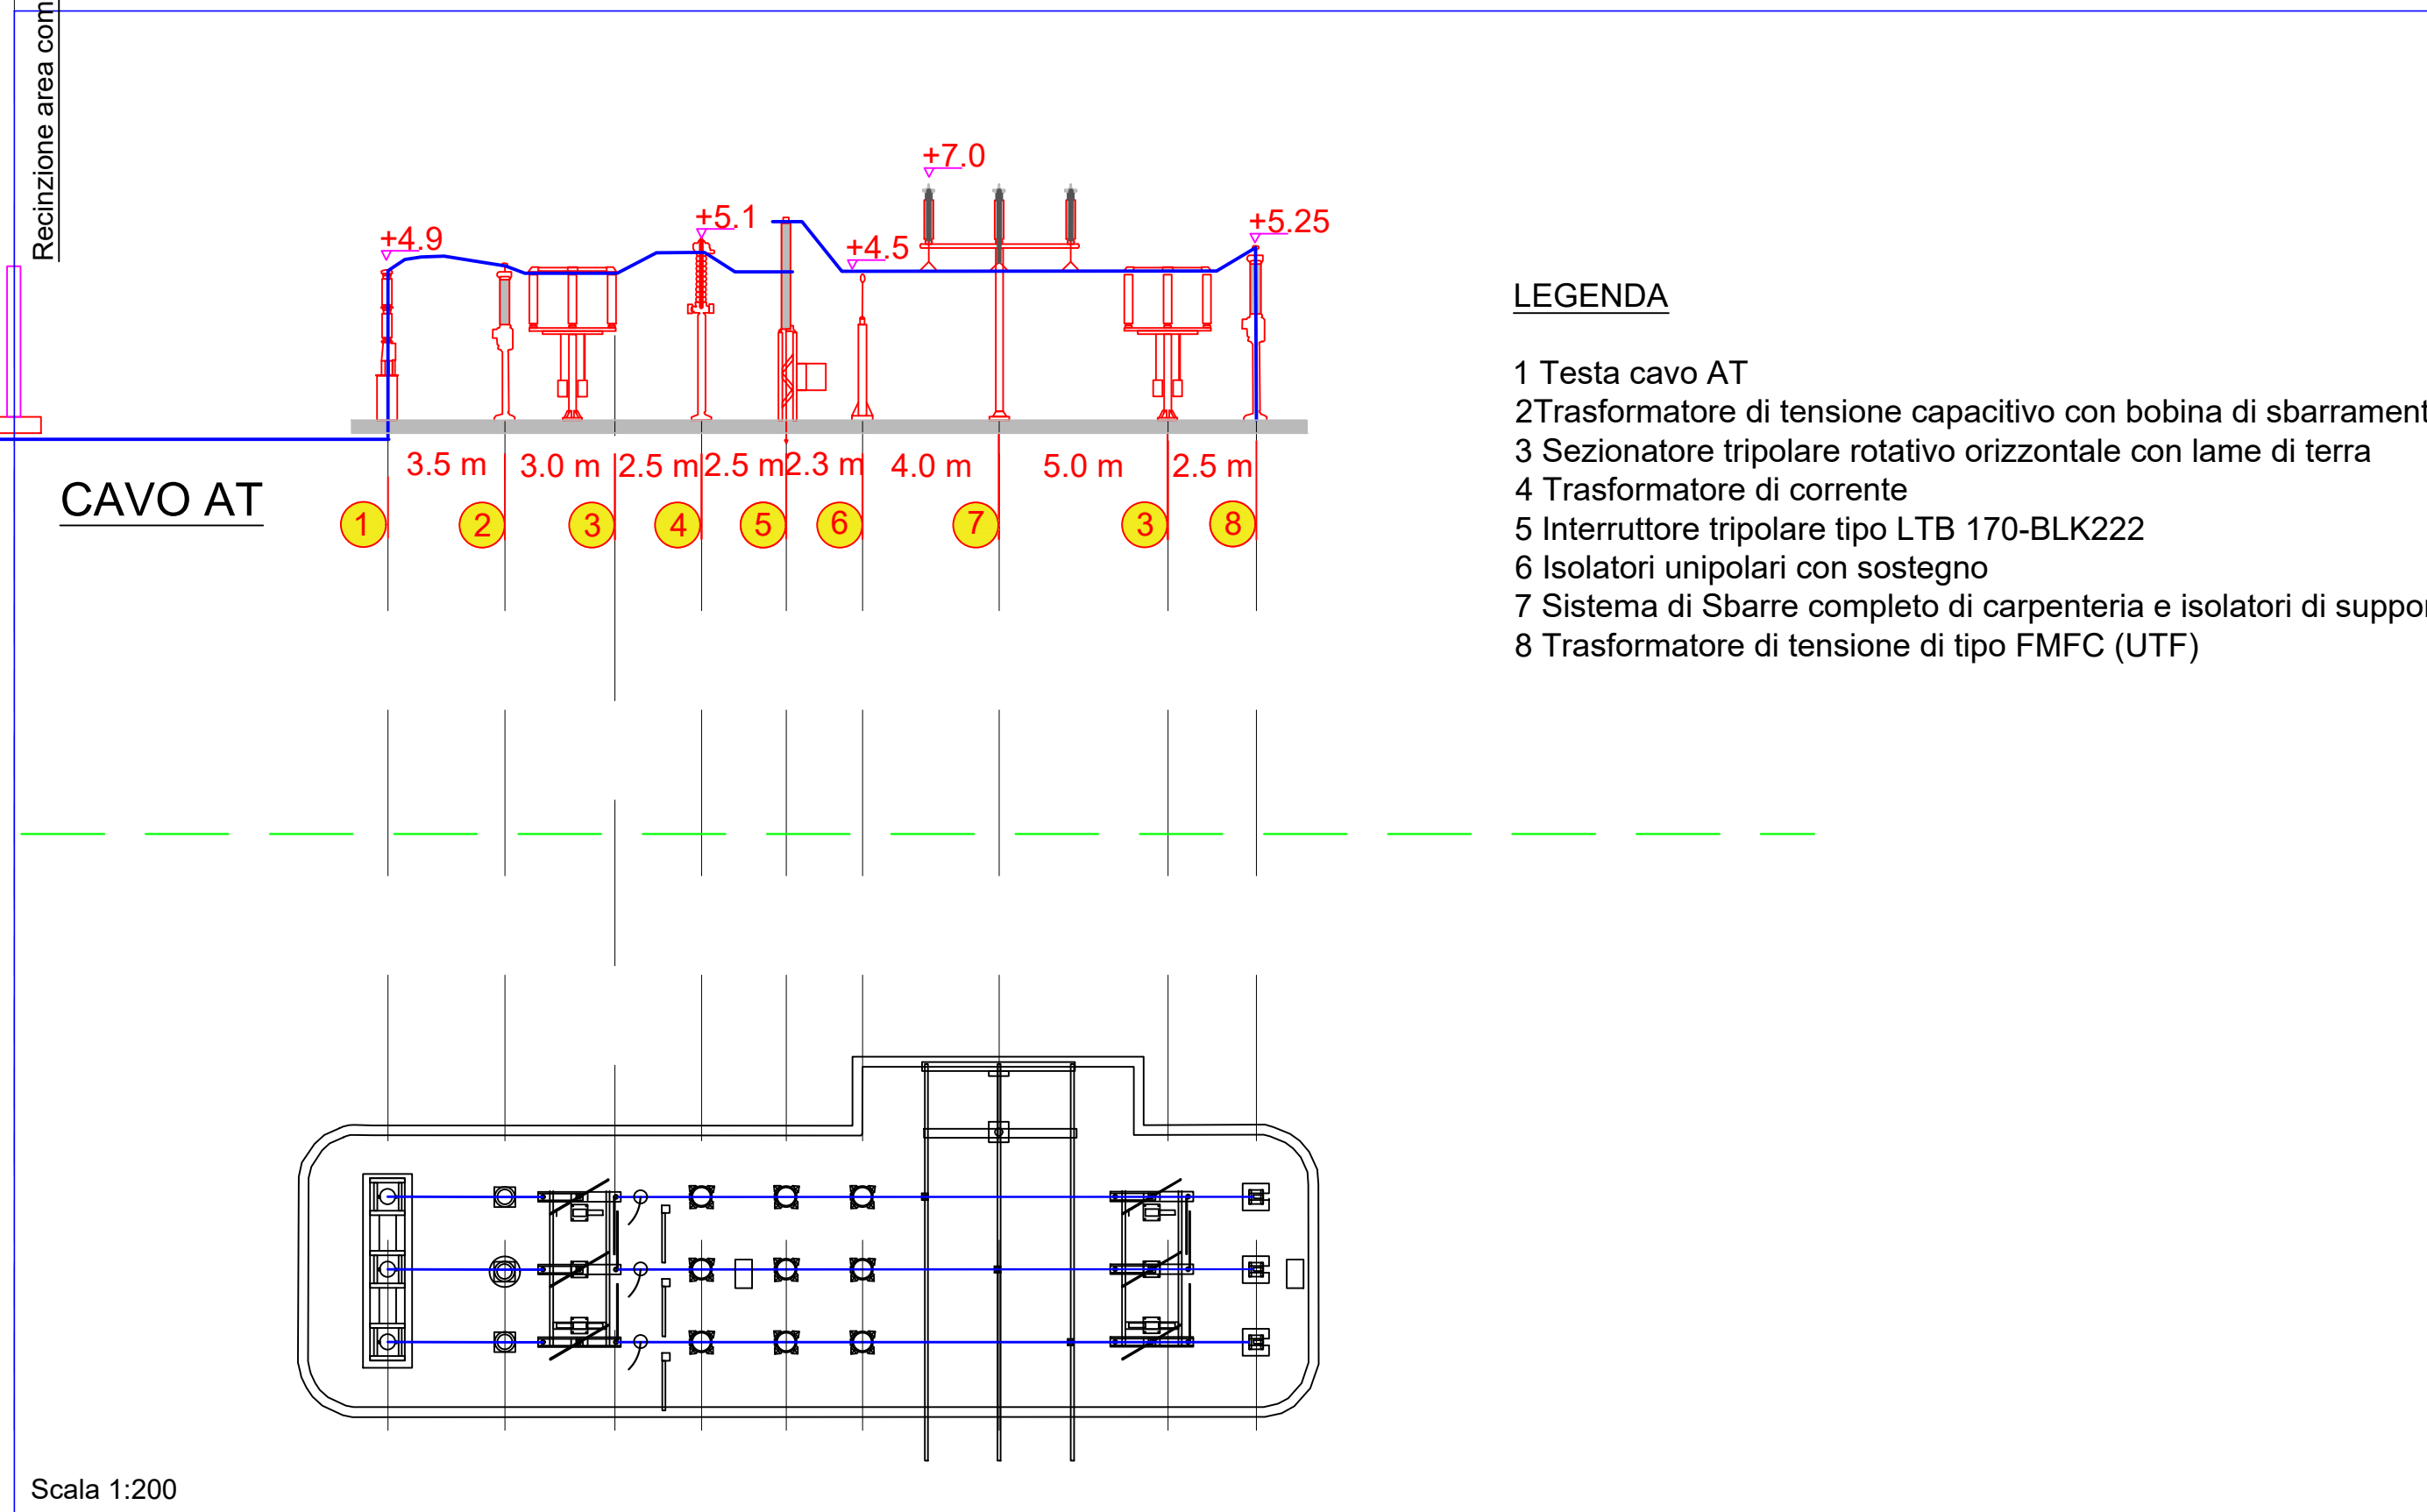 Recinzione area com
+7.0
+4.9
+5.1
+4.5
+5.25
3.5 m 3.0 m 2.5 m 2.5 m 2.3 m 4.0 m 5.0 m 2.5 m
CAVO AT
1 2 3 4 5 6 7 3 8
LEGENDA
1 Testa cavo AT
2Trasformatore di tensione capacitivo con bobina di sbarrament
3 Sezionatore tripolare rotativo orizzontale con lame di terra
4 Trasformatore di corrente
5 Interruttore tripolare tipo LTB 170-BLK222
6 Isolatori unipolari con sostegno
7 Sistema di Sbarre completo di carpenteria e isolatori di suppor
8 Trasformatore di tensione di tipo FMFC (UTF)
Scala 1:200